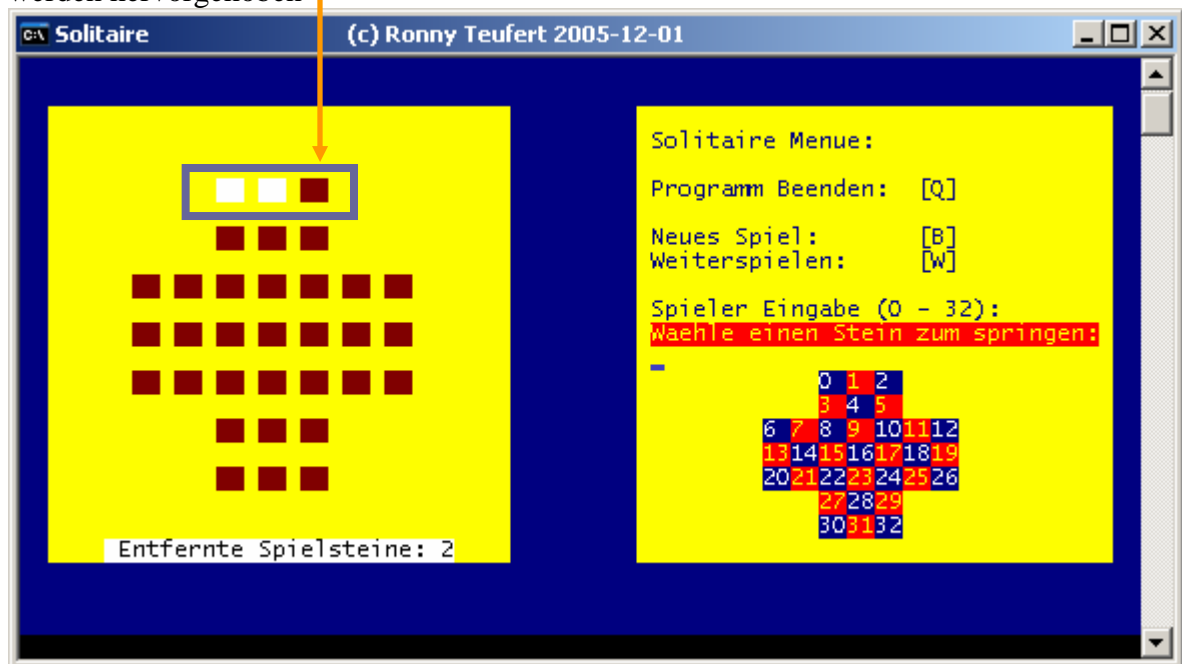 werden hervorgehoben
Solitaire (c) Ronny Teufert 2005-12-01
Solitaire Menue:
Programm Beenden: [Q]
Neues Spiel: [B]
Weiterspielen: [W]
Spieler Eingabe (0 - 32):
Waehle einen Stein zum springen:
0 1 2
3 4 5
6 7 8 9 10 11 12
13 14 15 16 17 18 19
20 21 22 23 24 25 26
27 28 29
30 31 32
Entfernte Spielsteine: 2